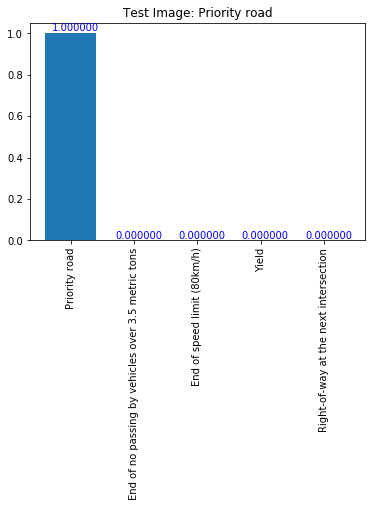 Test Image: Priority road
1.0
0.8
0.6
0.4
0.2
0.0
1.000000
0.000000
0.000000
0.000000
0.000000
Priority road
End of no passing by vehicles over 3.5 metric tons
End of speed limit (80km/h)
Yield
Right-of-way at the next intersection